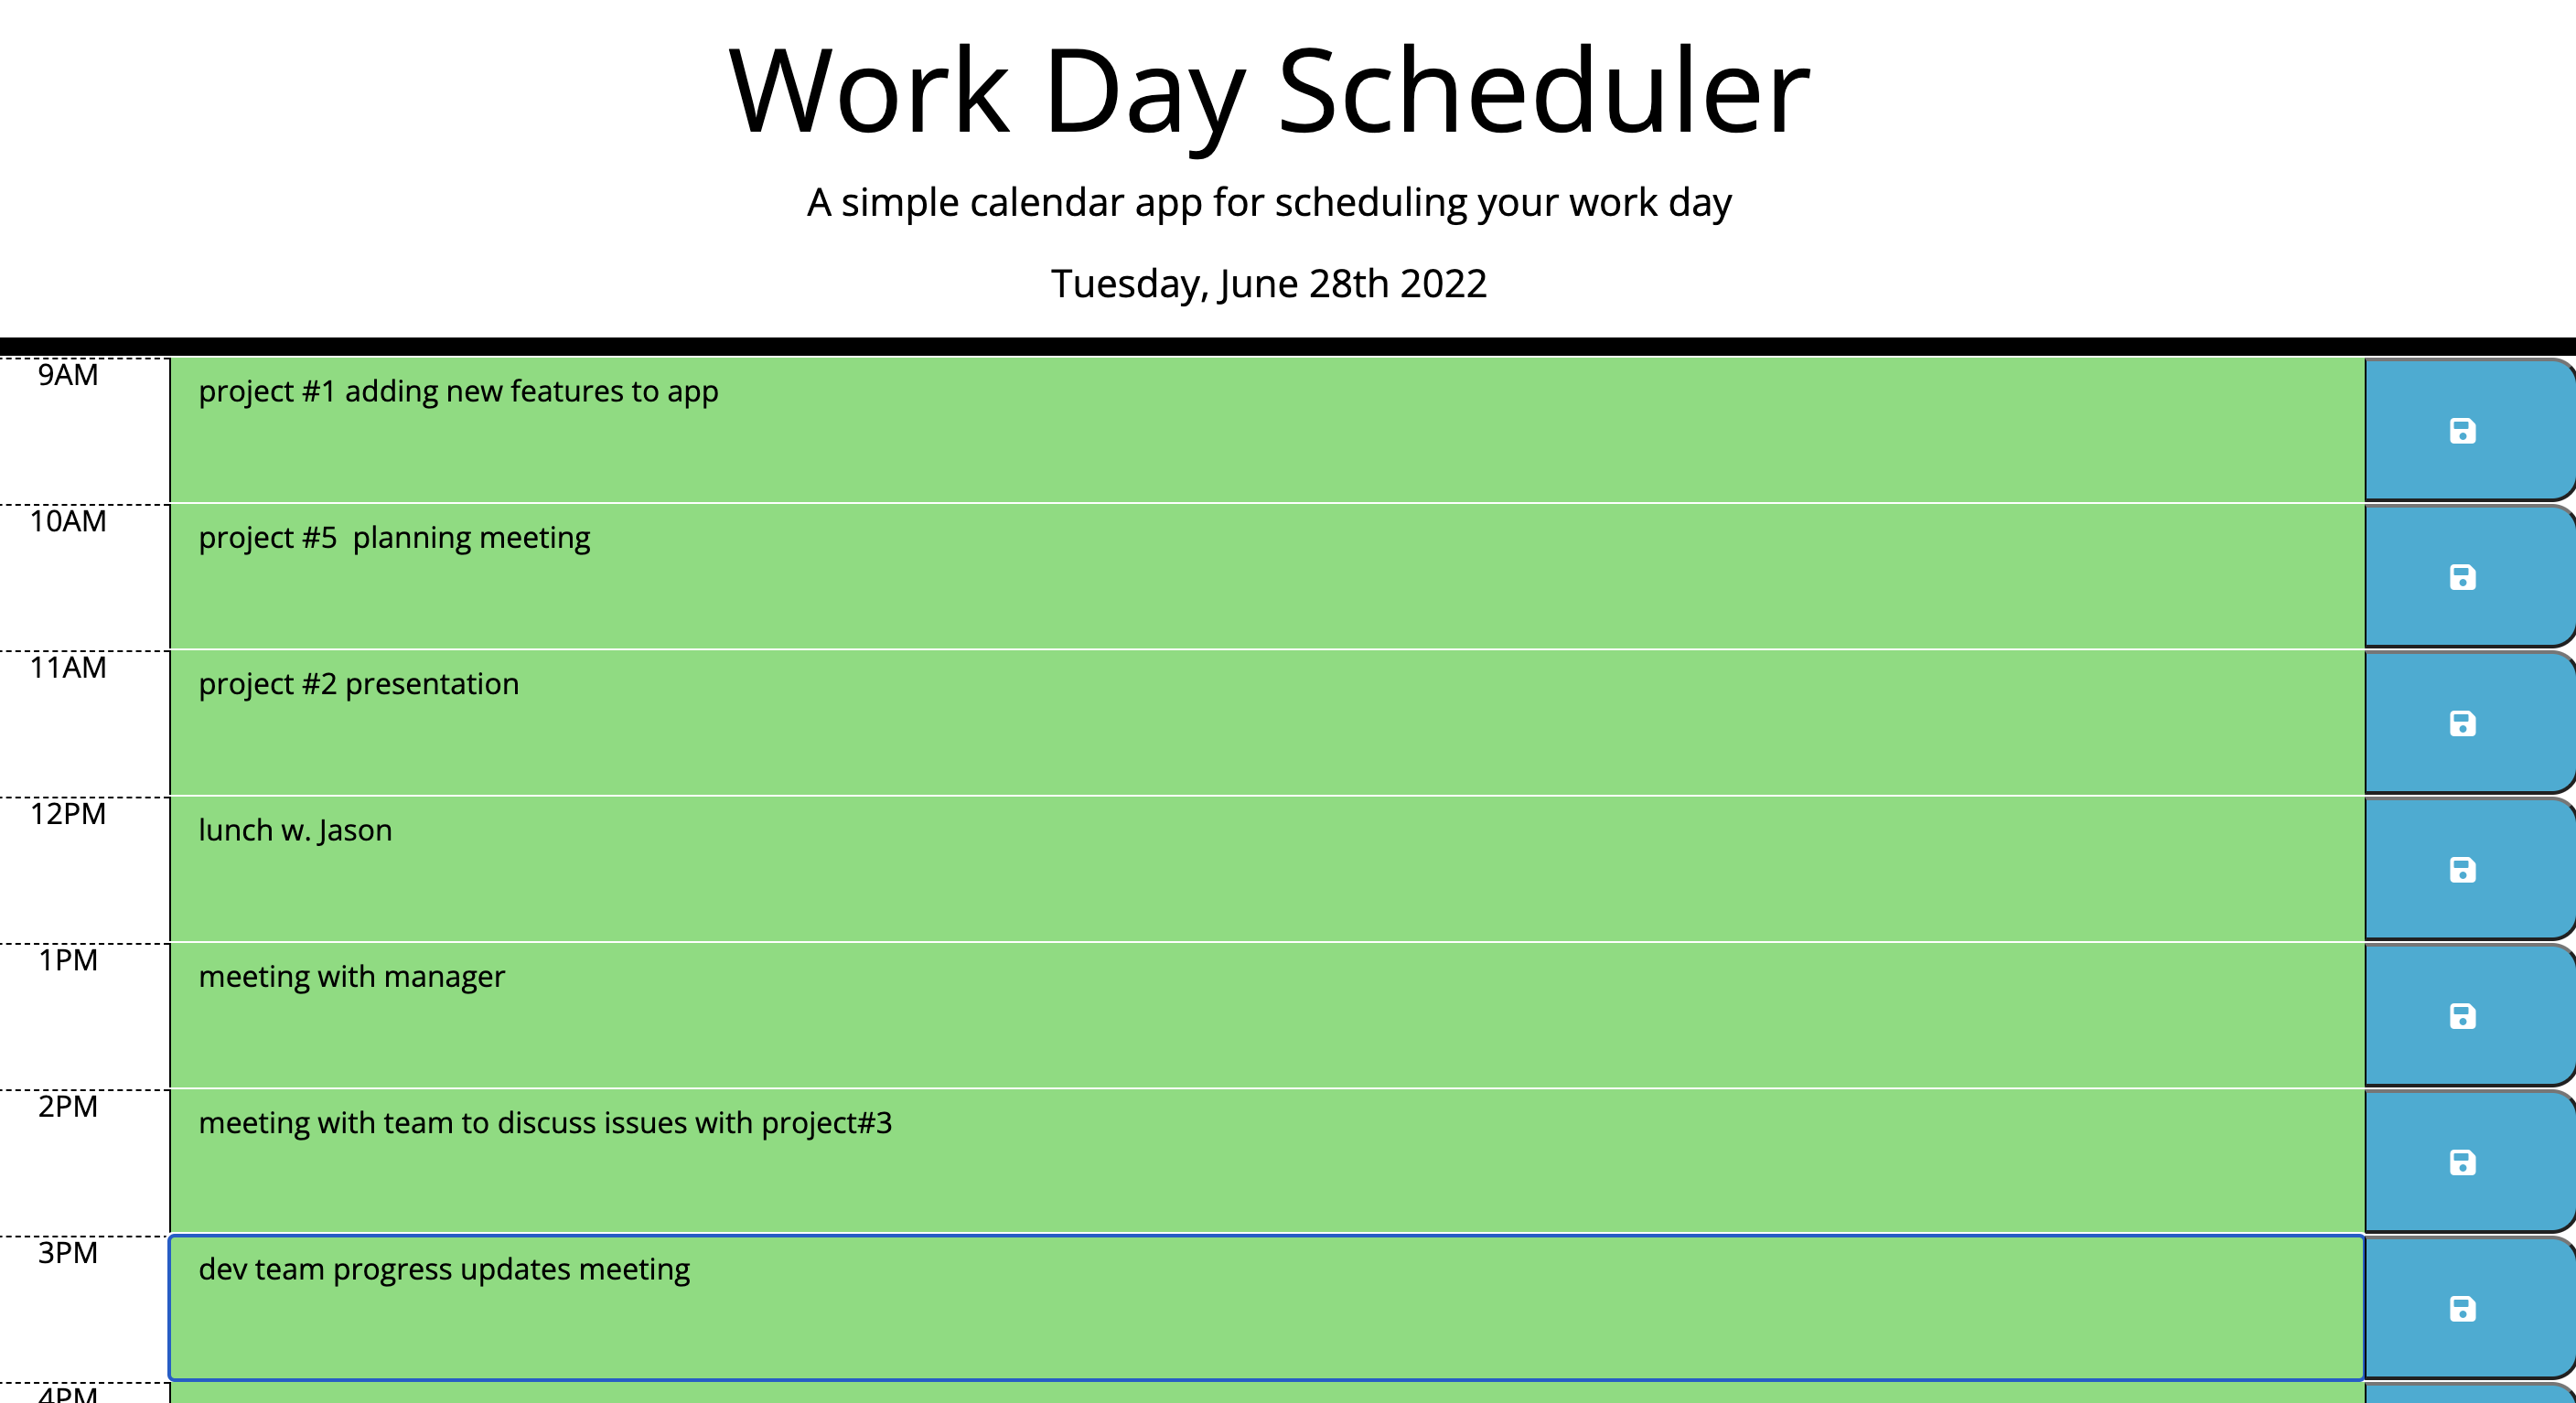 Work Day Scheduler
A simple calendar app for scheduling your work day
Tuesday, June 28th 2022
9AM
project #1 adding new features to app
10AM
project #5  planning meeting
11AM
project #2 presentation
12PM
lunch w. Jason
1PM
meeting with manager
2PM
meeting with team to discuss issues with project#3
3PM
dev team progress updates meeting
4PM